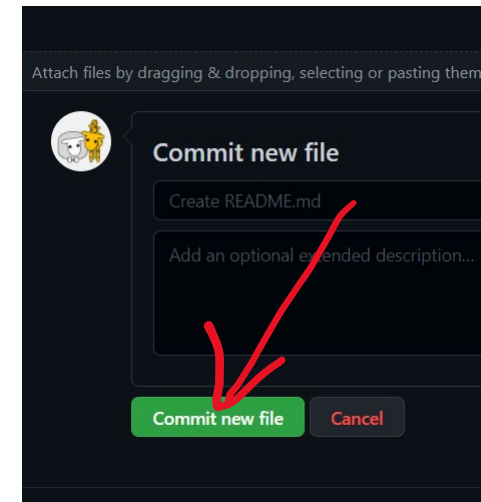 Attach files by dragging & dropping, selecting or pasting them
Commit new file
Create README.md
Add an optional extended description...
Commit new file
Cancel